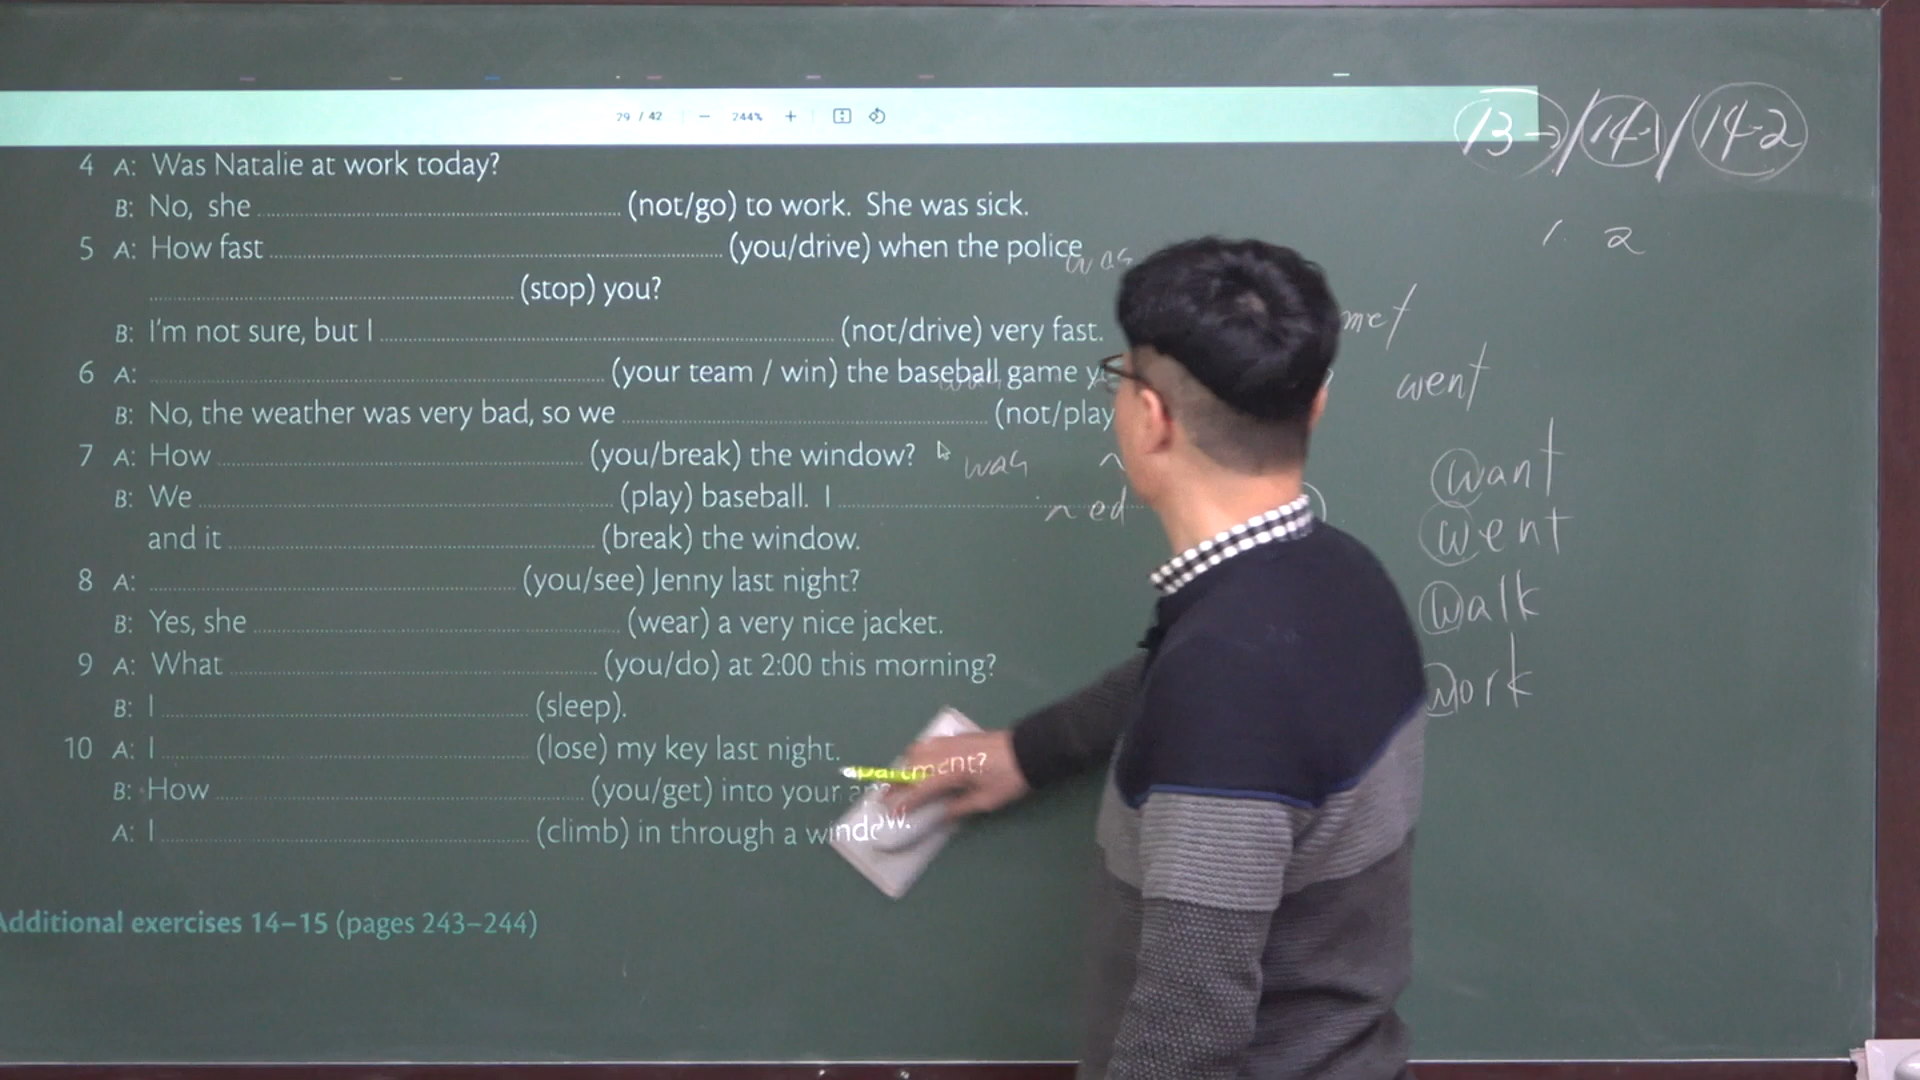 29 / 42 − 244% +
4 A: Was Natalie at work today?
B: No, she (not/go) to work. She was sick.
5 A: How fast (you/drive) when the police
(stop) you?
B: I'm not sure, but I (not/drive) very fast.
6 A: (your team / win) the baseball game
B: No, the weather was very bad, so we (not/play
7 A: How (you/break) the window?
B: We (play) baseball. I
and it (break) the window.
8 A: (you/see) Jenny last night?
B: Yes, she (wear) a very nice jacket.
9 A: What (you/do) at 2:00 this morning?
B: I (sleep).
10 A: I (lose) my key last night.
B: How (you/get) into your apartment?
A: I (climb) in through a window.
Additional exercises 14–15 (pages 243–244)
14-1 / 14-2
1. 2
was
met
went
was
ed
want
went
walk
work